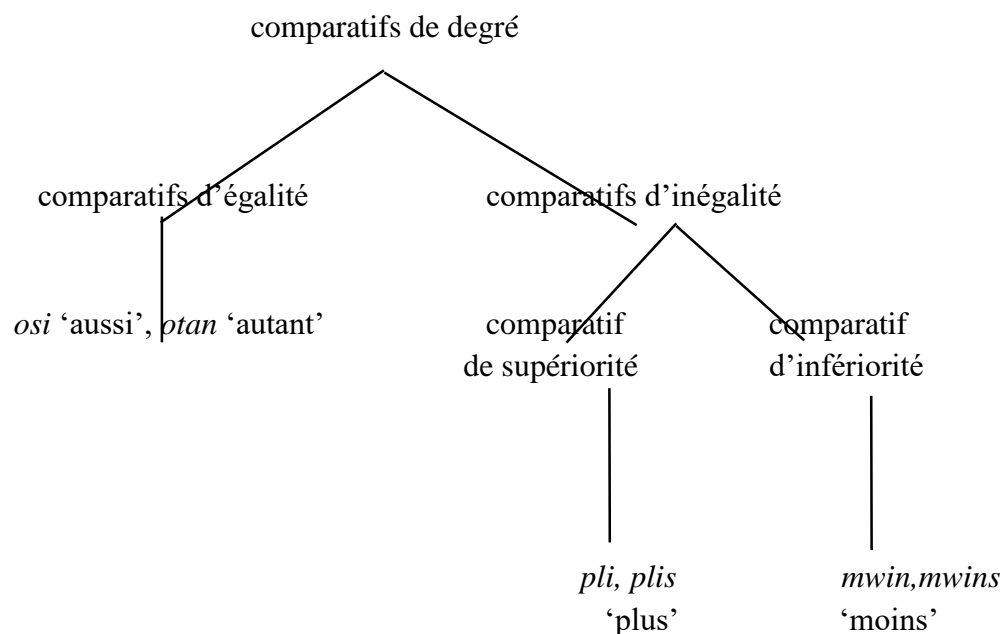 comparatifs de degré
comparatifs d’égalité
comparatifs d’inégalité
osi ‘aussi’, otan ‘autant’
comparatif
de supériorité
comparatif
d’infériorité
pli, plis
‘plus’
mwin,mwins
‘moins’